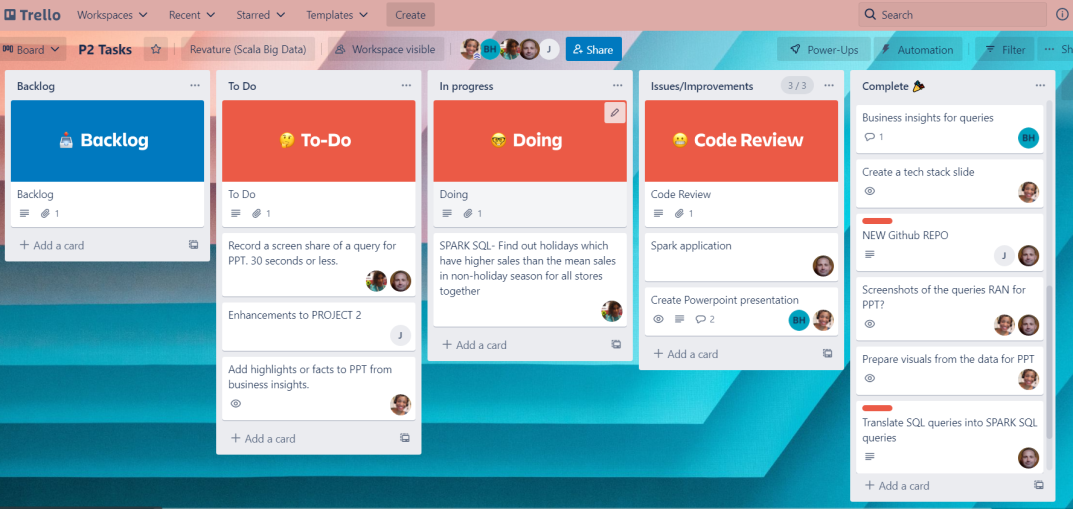 Trello
Workspaces
Recent
Starred
Templates
Create
Search
Board
P2 Tasks
Revature (Scala Big Data)
Workspace visible
BH
J
Share
Power-Ups
Automation
Filter
Sh
Backlog
Backlog
Backlog
1
+ Add a card
To Do
To-Do
To Do
1
Record a screen share of a query for
PPT. 30 seconds or less.
Enhancements to PROJECT 2
J
Add highlights or facts to PPT from
business insights.
+ Add a card
In progress
Doing
Doing
1
SPARK SQL- Find out holidays which
have higher sales than the mean sales
in non-holiday season for all stores
together
+ Add a card
Issues/Improvements
3 / 3
Code Review
Code Review
1
Spark application
Create Powerpoint presentation
2
BH
+ Add a card
Complete
Business insights for queries
1
BH
Create a tech stack slide
NEW Github REPO
J
Screenshots of the queries RAN for
PPT?
Prepare visuals from the data for PPT
Translate SQL queries into SPARK SQL
queries
+ Add a card